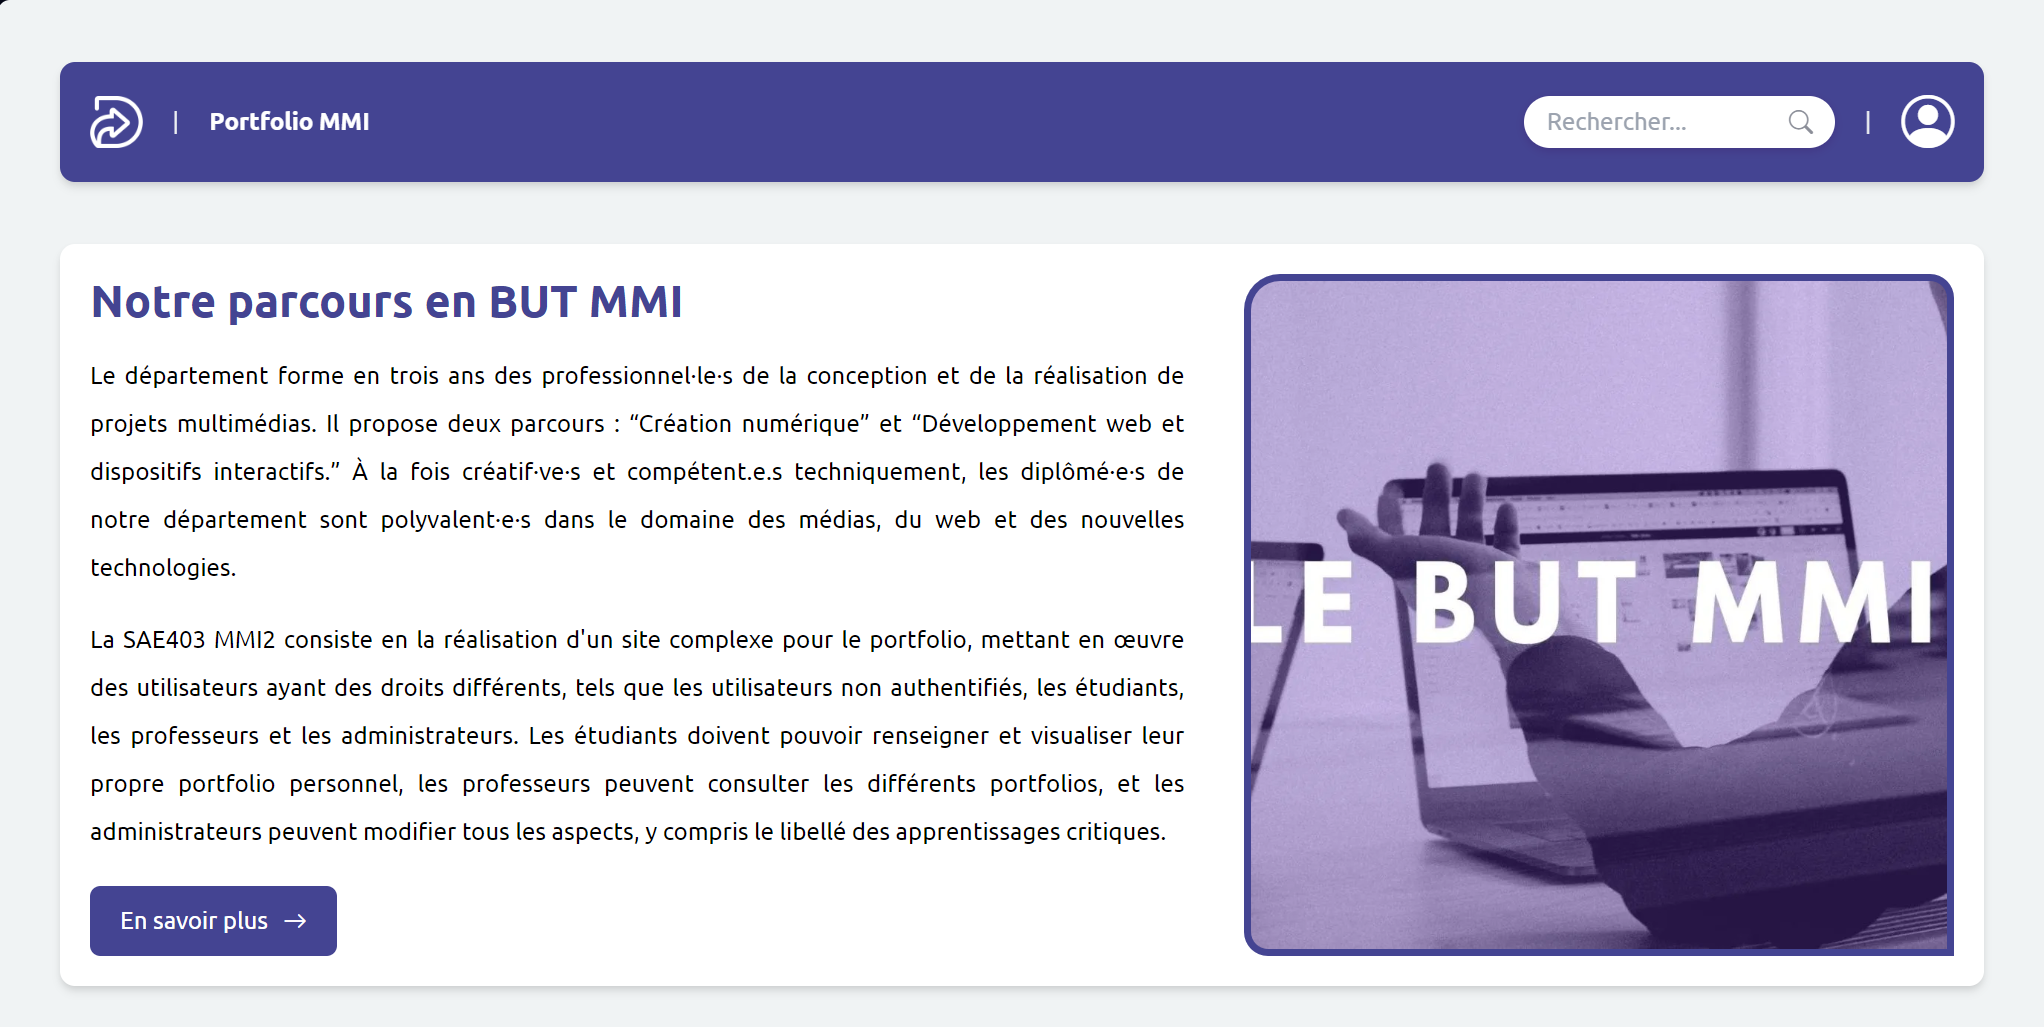 | Portfolio MMI
Rechercher... |
Notre parcours en BUT MMI
Le département forme en trois ans des professionnel·le·s de la conception et de la réalisation de
projets multimédias. Il propose deux parcours : “Création numérique” et “Développement web et
dispositifs interactifs.” À la fois créatif·ve·s et compétent.e.s techniquement, les diplômé·e·s de
notre département sont polyvalent·e·s dans le domaine des médias, du web et des nouvelles
technologies.
La SAE403 MMI2 consiste en la réalisation d'un site complexe pour le portfolio, mettant en œuvre
des utilisateurs ayant des droits différents, tels que les utilisateurs non authentifiés, les étudiants,
les professeurs et les administrateurs. Les étudiants doivent pouvoir renseigner et visualiser leur
propre portfolio personnel, les professeurs peuvent consulter les différents portfolios, et les
administrateurs peuvent modifier tous les aspects, y compris le libellé des apprentissages critiques.
En savoir plus →
LE BUT MMI